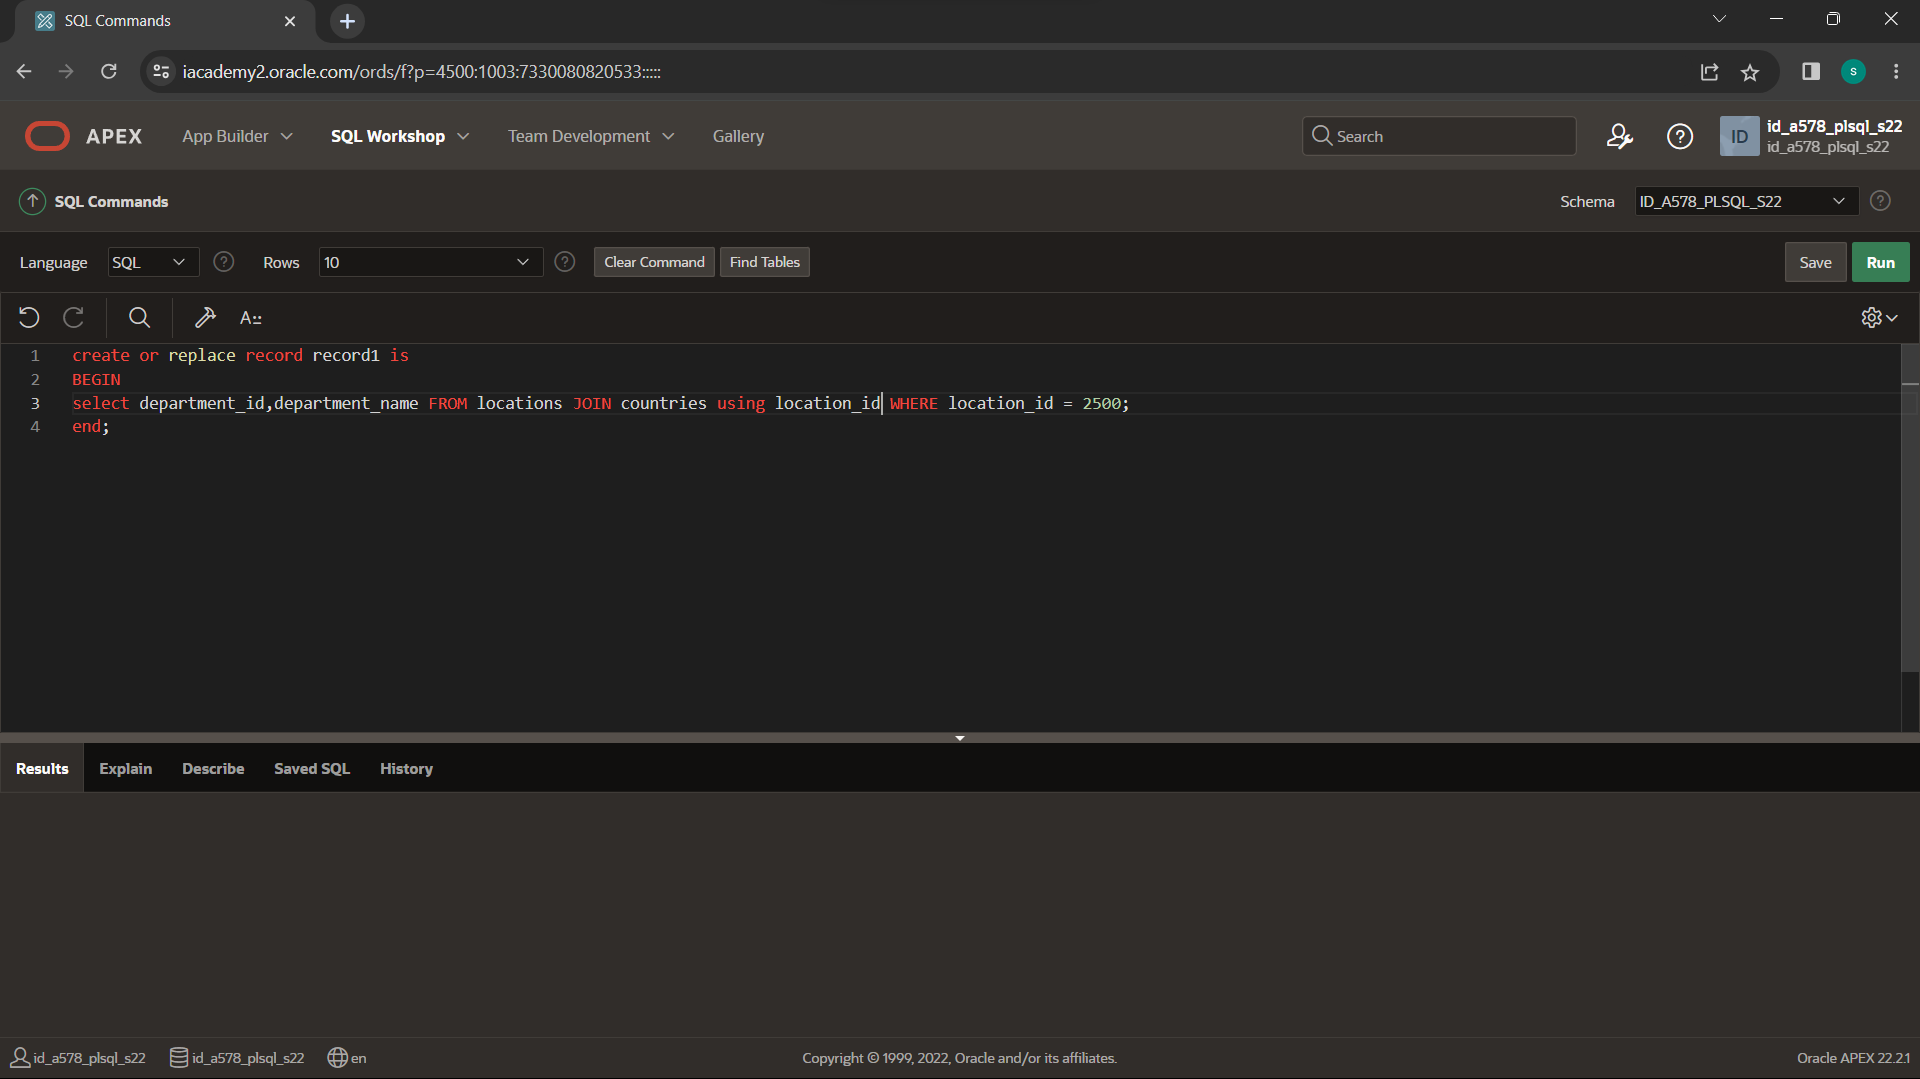 SQL Commands
iacademy2.oracle.com/ords/f?p=4500:1003:7330080820533:::::
S
APEX
App Builder
SQL Workshop
Team Development
Gallery
Search
ID
id_a578_plsql_s22
id_a578_plsql_s22
SQL Commands
Schema
ID_A578_PLSQL_S22
Language
SQL
Rows
10
Clear Command
Find Tables
Save
Run
A::
1 create or replace record record1 is
2 BEGIN
3 select department_id,department_name FROM locations JOIN countries using location_id WHERE location_id = 2500;
4 end;
Results
Explain
Describe
Saved SQL
History
id_a578_plsql_s22
id_a578_plsql_s22
en
Copyright © 1999, 2022, Oracle and/or its affiliates.
Oracle APEX 22.2.1